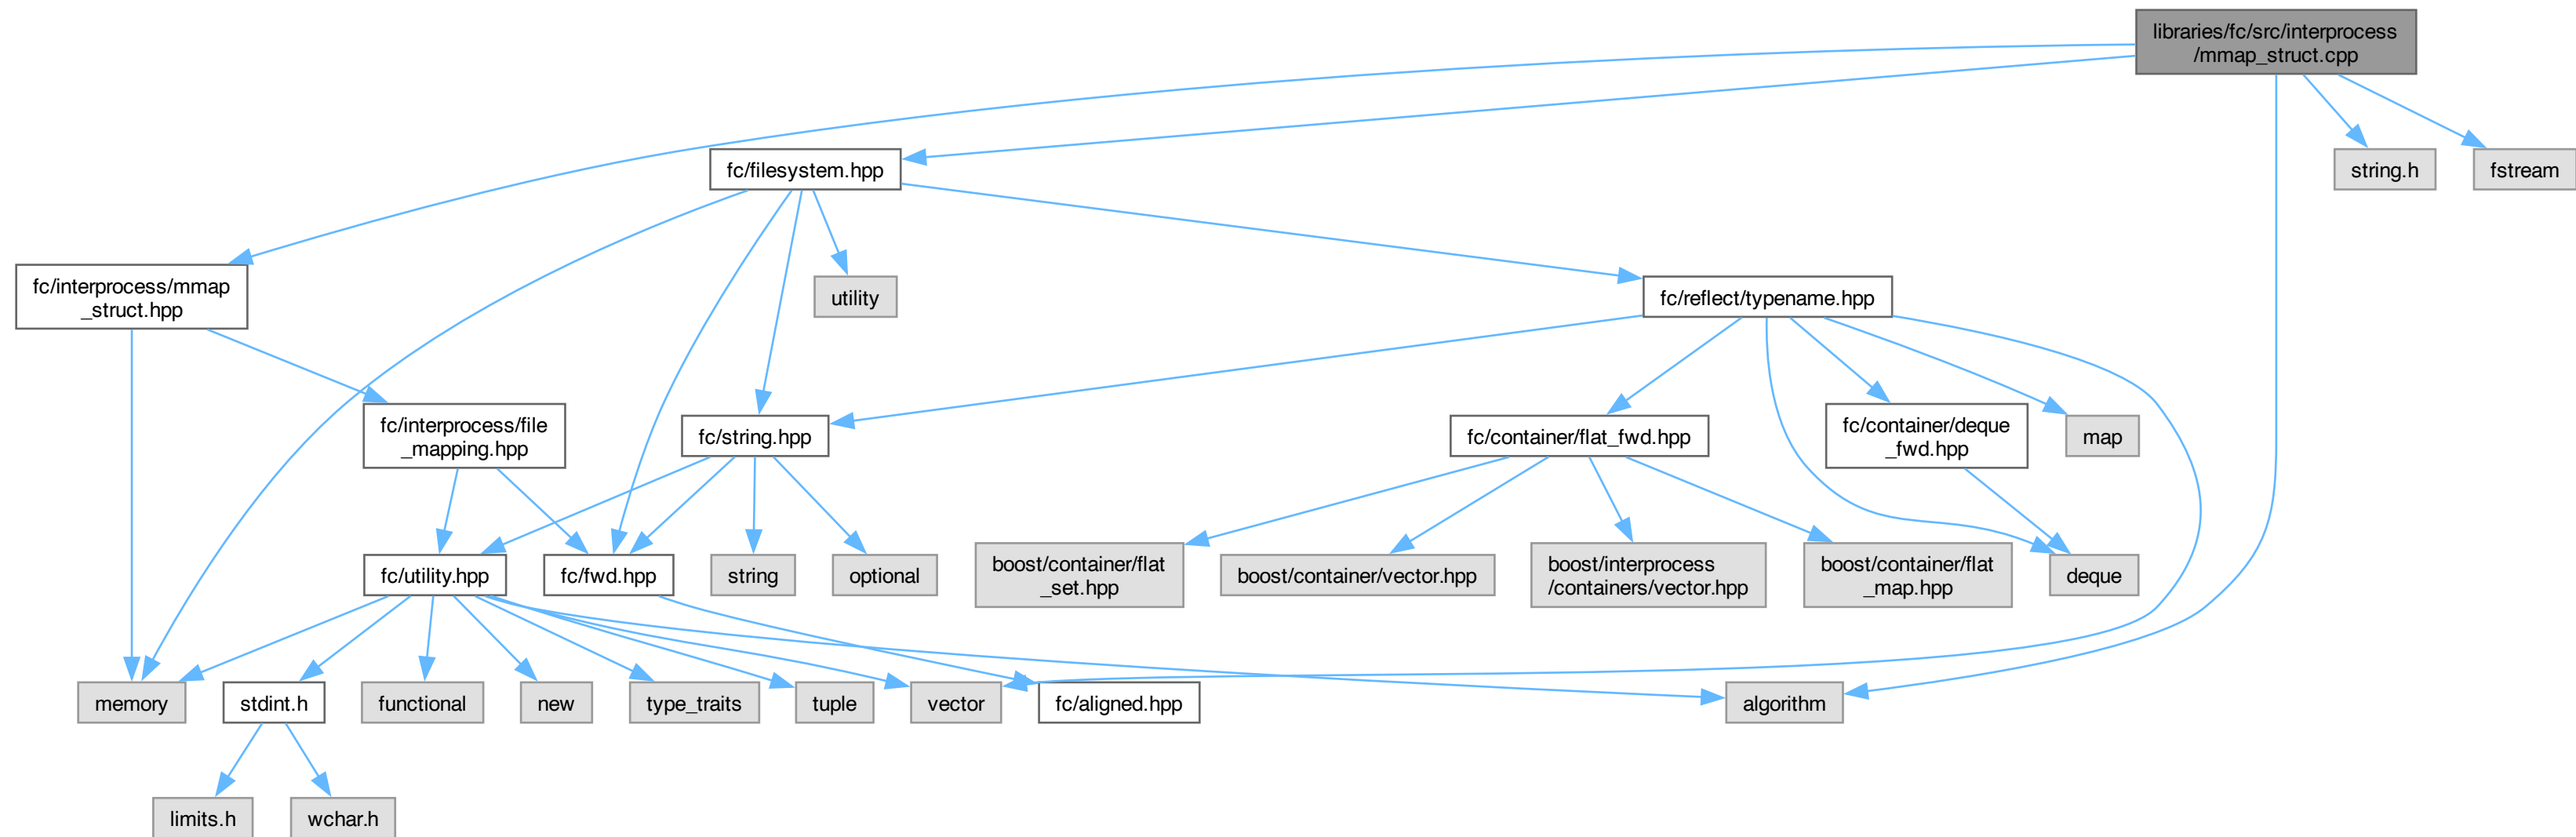 libraries/fc/src/interprocess
/mmap_struct.cpp
fc/filesystem.hpp
string.h
fstream
fc/interprocess/mmap
_struct.hpp
utility
fc/reflect/typename.hpp
fc/interprocess/file
_mapping.hpp
fc/string.hpp
fc/container/flat_fwd.hpp
fc/container/deque
_fwd.hpp
map
fc/utility.hpp
fc/fwd.hpp
string
optional
boost/container/flat
_set.hpp
boost/container/vector.hpp
boost/interprocess
/containers/vector.hpp
boost/container/flat
_map.hpp
deque
memory
stdint.h
functional
new
type_traits
tuple
vector
fc/aligned.hpp
algorithm
limits.h
wchar.h